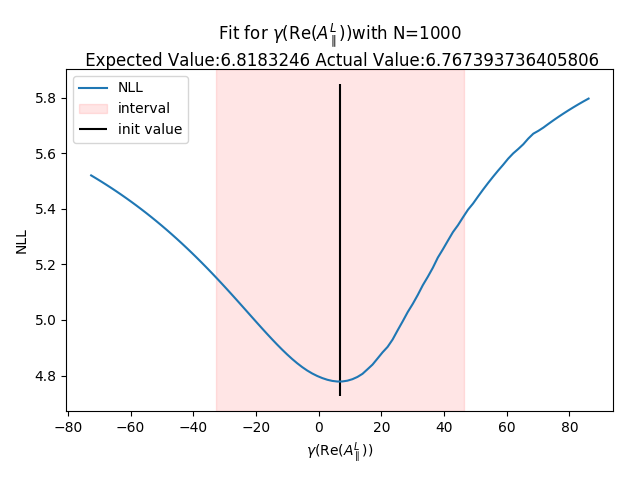 Fit for γ(Re(A_∥^L))with N=1000
Expected Value:6.8183246 Actual Value:6.767393736405806
NLL
interval
init value
5.8
5.6
5.4
5.2
5.0
4.8
NLL
−80 −60 −40 −20 0 20 40 60 80
γ(Re(A_∥^L))